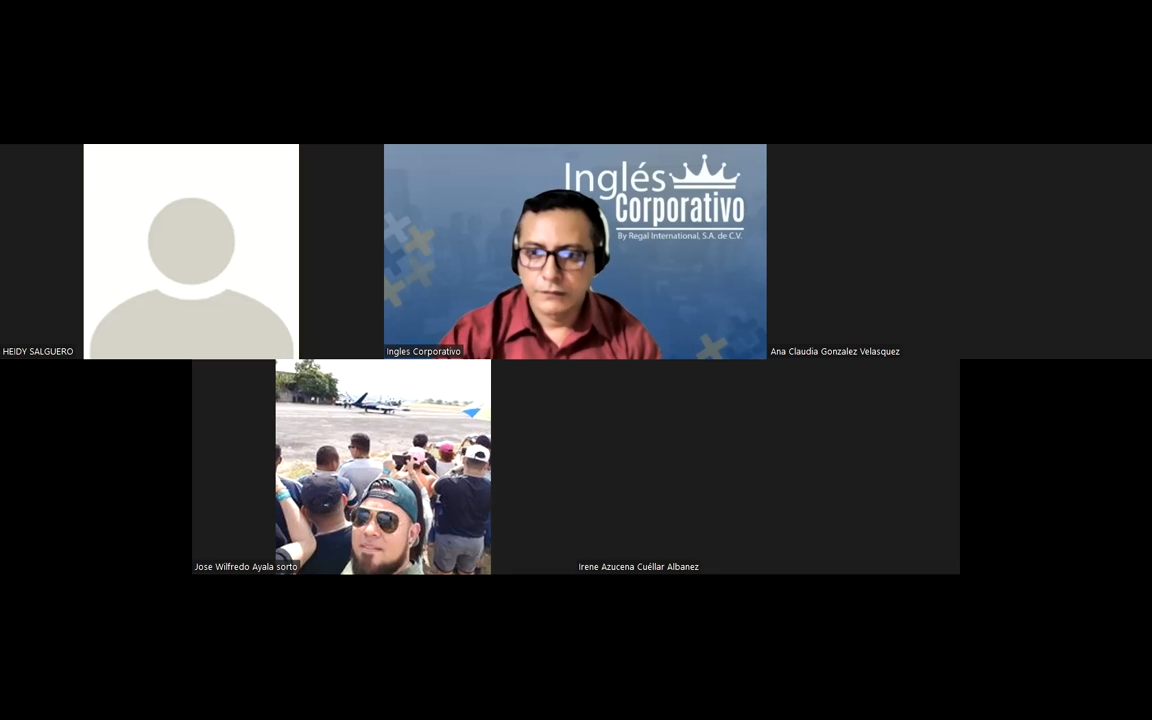 Inglés
Corporativo
By Regal International, S.A. de C.V.
HEIDY SALGUERO
Ingles Corporativo
Ana Claudia Gonzalez Velasquez
Jose Wilfredo Ayala sorto
Irene Azucena Cuéllar Albanez